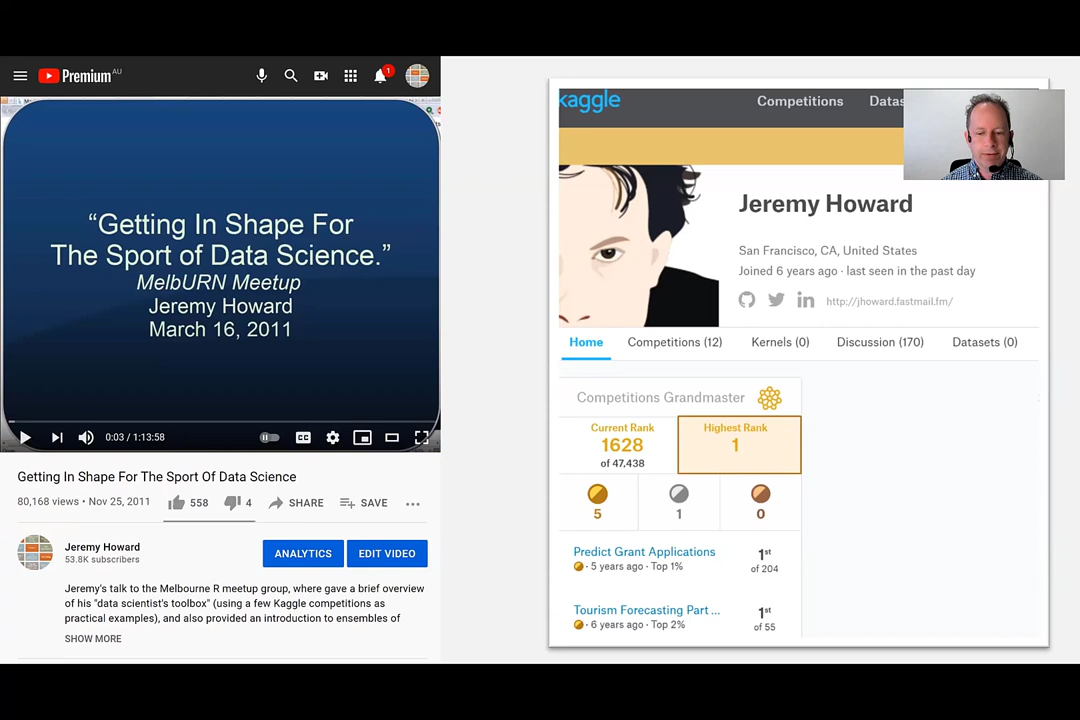 Premium AU
1
“Getting In Shape For
The Sport of Data Science.”
MelbURN Meetup
Jeremy Howard
March 16, 2011
0:03 / 1:13:58
CC
Getting In Shape For The Sport Of Data Science
80,168 views • Nov 25, 2011
558
4
SHARE
SAVE
Jeremy Howard
53.8K subscribers
ANALYTICS
EDIT VIDEO
Jeremy's talk to the Melbourne R meetup group, where gave a brief overview
of his "data scientist's toolbox" (using a few Kaggle competitions as
practical examples), and also provided an introduction to ensembles of
SHOW MORE
kaggle
Competitions
Datas
Jeremy Howard
San Francisco, CA, United States
Joined 6 years ago · last seen in the past day
in
http://jhoward.fastmail.fm/
Home
Competitions (12)
Kernels (0)
Discussion (170)
Datasets (0)
Competitions Grandmaster
Current Rank
1628
of 47,438
Highest Rank
1
5
1
0
Predict Grant Applications
· 5 years ago · Top 1%
1st
of 204
Tourism Forecasting Part ...
· 6 years ago · Top 2%
1st
of 55